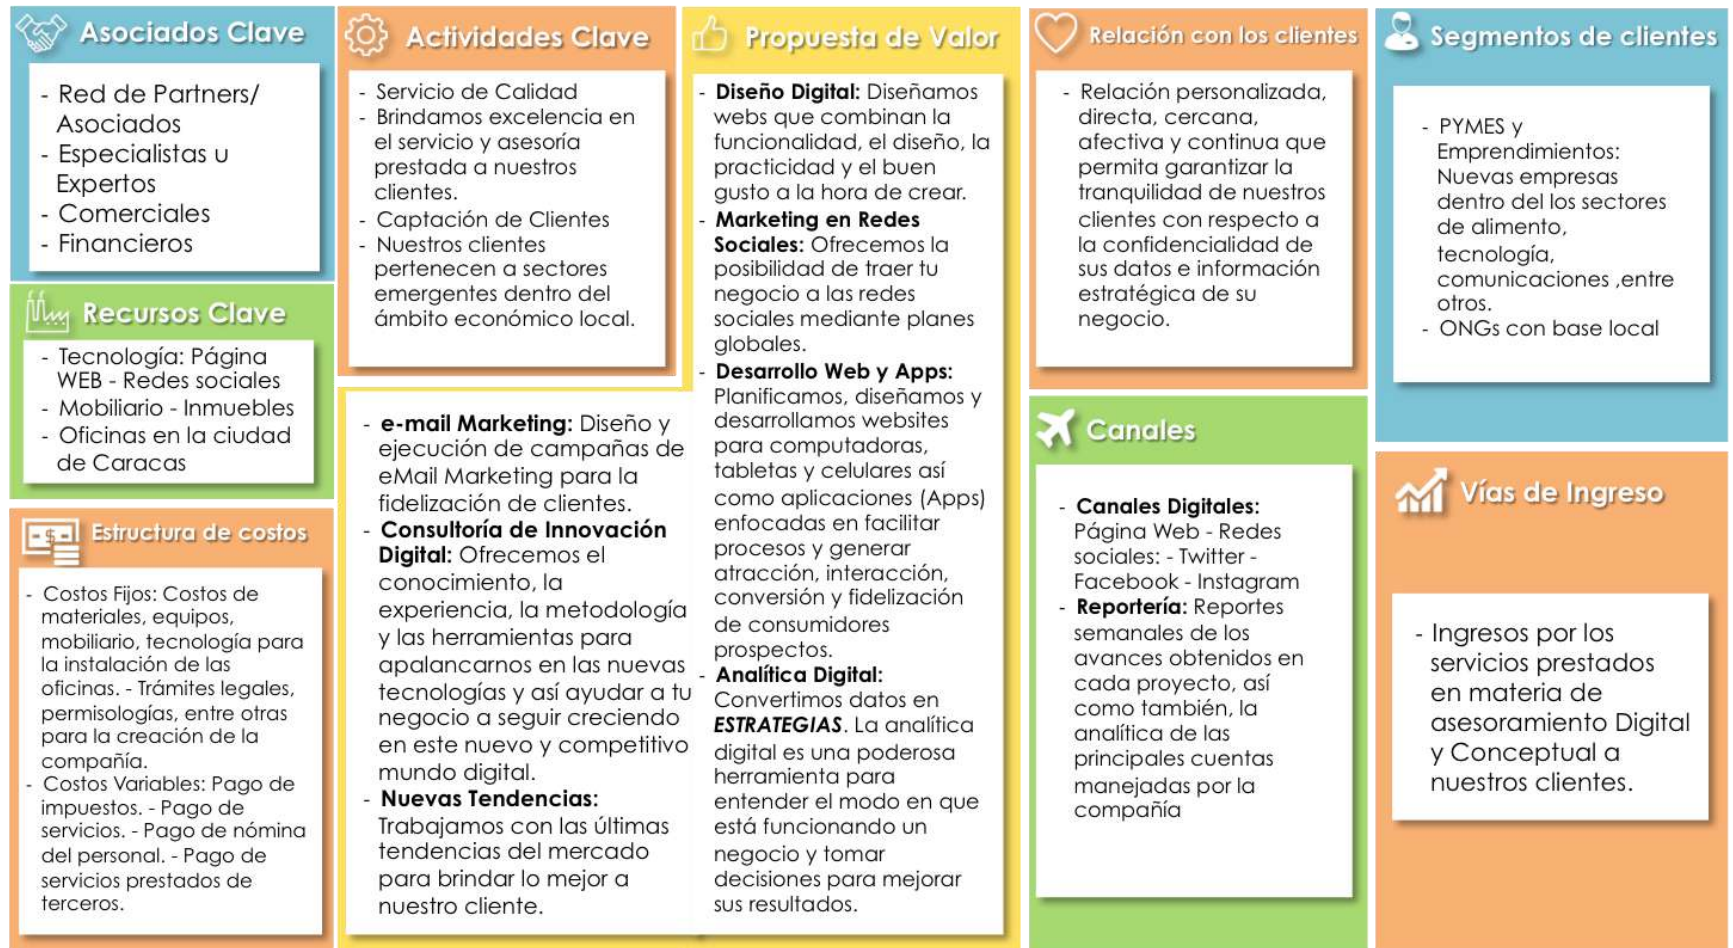 Asociados Clave
- Red de Partners/
Asociados
- Especialistas u
Expertos
- Comerciales
- Financieros
Recursos Clave
- Tecnología: Página
WEB - Redes sociales
- Mobiliario - Inmuebles
- Oficinas en la ciudad
de Caracas
Estructura de costos
- Costos Fijos: Costos de
materiales, equipos,
mobiliario, tecnología para
la instalación de las
oficinas. - Trámites legales,
permisologías, entre otras
para la creación de la
compañía.
- Costos Variables: Pago de
impuestos. - Pago de
servicios. - Pago de nómina
del personal. - Pago de
servicios prestados de
terceros.
Actividades Clave
- Servicio de Calidad
- Brindamos excelencia en
el servicio y asesoría
prestada a nuestros
clientes.
- Captación de Clientes
- Nuestros clientes
pertenecen a sectores
emergentes dentro del
ámbito económico local.
Propuesta de Valor
- Diseño Digital: Diseñamos
webs que combinan la
funcionalidad, el diseño, la
practicidad y el buen
gusto a la hora de crear.
- Marketing en Redes
Sociales: Ofrecemos la
posibilidad de traer tu
negocio a las redes
sociales mediante planes
globales.
- Desarrollo Web y Apps:
Planificamos, diseñamos y
desarrollamos websites
para computadoras,
tabletas y celulares así
como aplicaciones (Apps)
enfocadas en facilitar
procesos y generar
atracción, interacción,
conversión y fidelización
de consumidores
prospectos.
- Analítica Digital:
Convertimos datos en
ESTRATEGIAS. La analítica
digital es una poderosa
herramienta para
entender el modo en que
está funcionando un
negocio y tomar
decisiones para mejorar
sus resultados.
- e-mail Marketing: Diseño y
ejecución de campañas de
eMail Marketing para la
fidelización de clientes.
- Consultoría de Innovación
Digital: Ofrecemos el
conocimiento, la
experiencia, la metodología
y las herramientas para
apalancarnos en las nuevas
tecnologías y así ayudar a tu
negocio a seguir creciendo
en este nuevo y competitivo
mundo digital.
- Nuevas Tendencias:
Trabajamos con las últimas
tendencias del mercado
para brindar lo mejor a
nuestro cliente.
Relación con los clientes
- Relación personalizada,
directa, cercana,
afectiva y continua que
permita garantizar la
tranquilidad de nuestros
clientes con respecto a
la confidencialidad de
sus datos e información
estratégica de su
negocio.
Canales
- Canales Digitales:
Página Web - Redes
sociales: - Twitter -
Facebook - Instagram
- Reportería: Reportes
semanales de los
avances obtenidos en
cada proyecto, así
como también, la
analítica de las
principales cuentas
manejadas por la
compañía
Segmentos de clientes
- PYMES y
Emprendimientos:
Nuevas empresas
dentro del los sectores
de alimento,
tecnología,
comunicaciones ,entre
otros.
- ONGs con base local
Vías de Ingreso
- Ingresos por los
servicios prestados
en materia de
asesoramiento Digital
y Conceptual a
nuestros clientes.